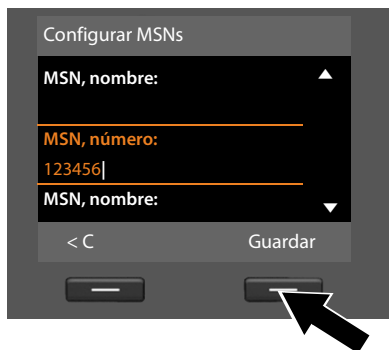 Configurar MSNs
MSN, nombre:
MSN, número:
123456
MSN, nombre:
< C Guardar